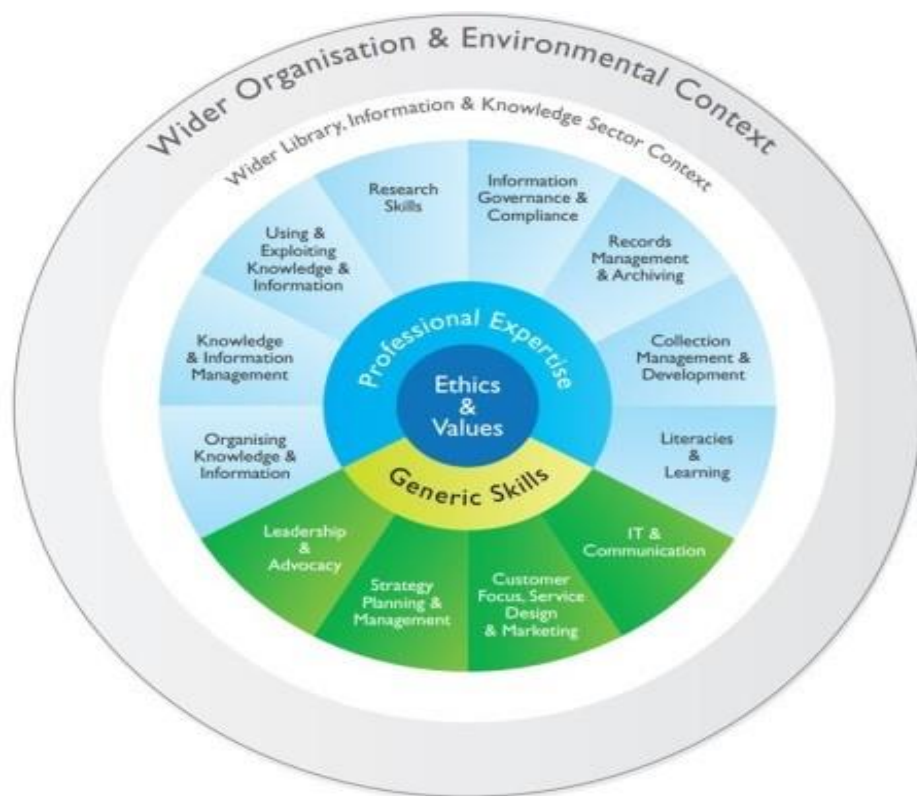 Wider Organisation & Environmental Context
Wider Library, Information & Knowledge Sector Context
Research
Skills
Information
Governance &
Compliance
Using &
Exploiting
Knowledge &
Information
Records
Management
& Archiving
Knowledge
& Information
Management
Collection
Management &
Development
Organising
Knowledge &
Information
Literacies
&
Learning
Professional Expertise
Ethics
&
Values
Generic Skills
Leadership
&
Advocacy
Strategy
Planning &
Management
Customer
Focus, Service
Design
& Marketing
IT &
Communication